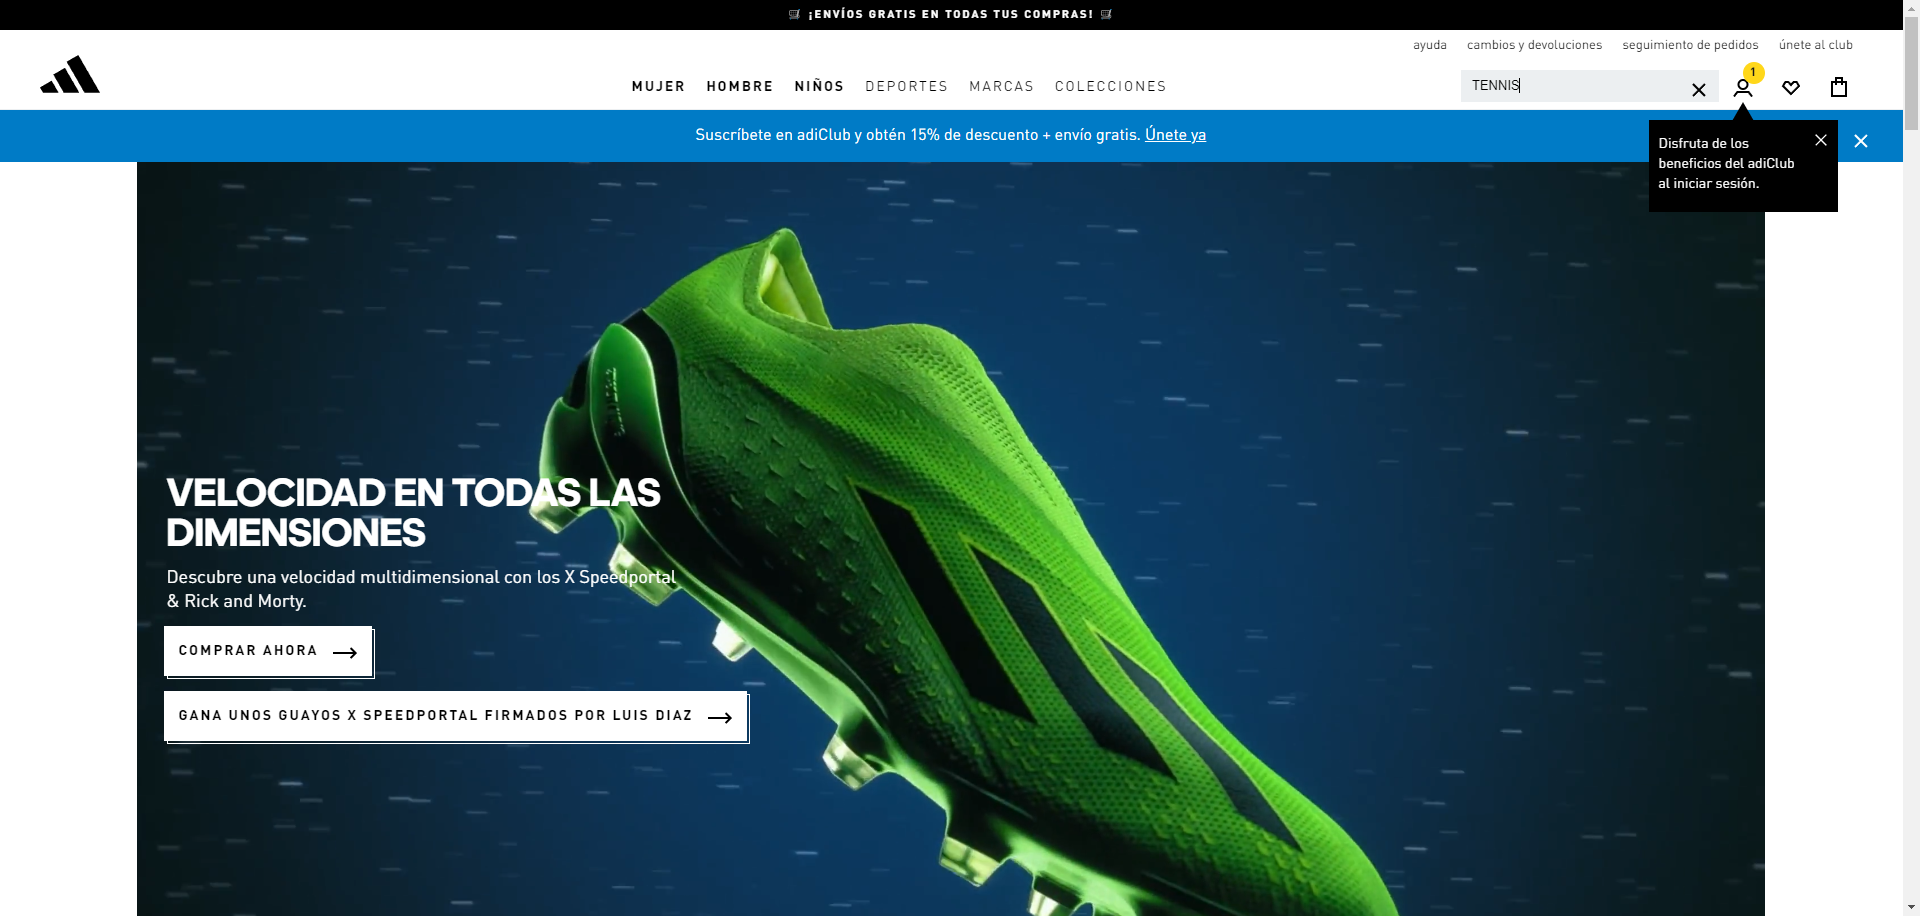 ¡ENVÍOS GRATIS EN TODAS TUS COMPRAS!
ayuda cambios y devoluciones seguimiento de pedidos únete al club
MUJER HOMBRE NIÑOS DEPORTES MARCAS COLECCIONES
TENNIS
1
Suscríbete en adiClub y obtén 15% de descuento + envío gratis. Únete ya
Disfruta de los
beneficios del adiClub
al iniciar sesión.
VELOCIDAD EN TODAS LAS
DIMENSIONES
Descubre una velocidad multidimensional con los X Speedportal
& Rick and Morty.
COMPRAR AHORA
GANA UNOS GUAYOS X SPEEDPORTAL FIRMADOS POR LUIS DIAZ